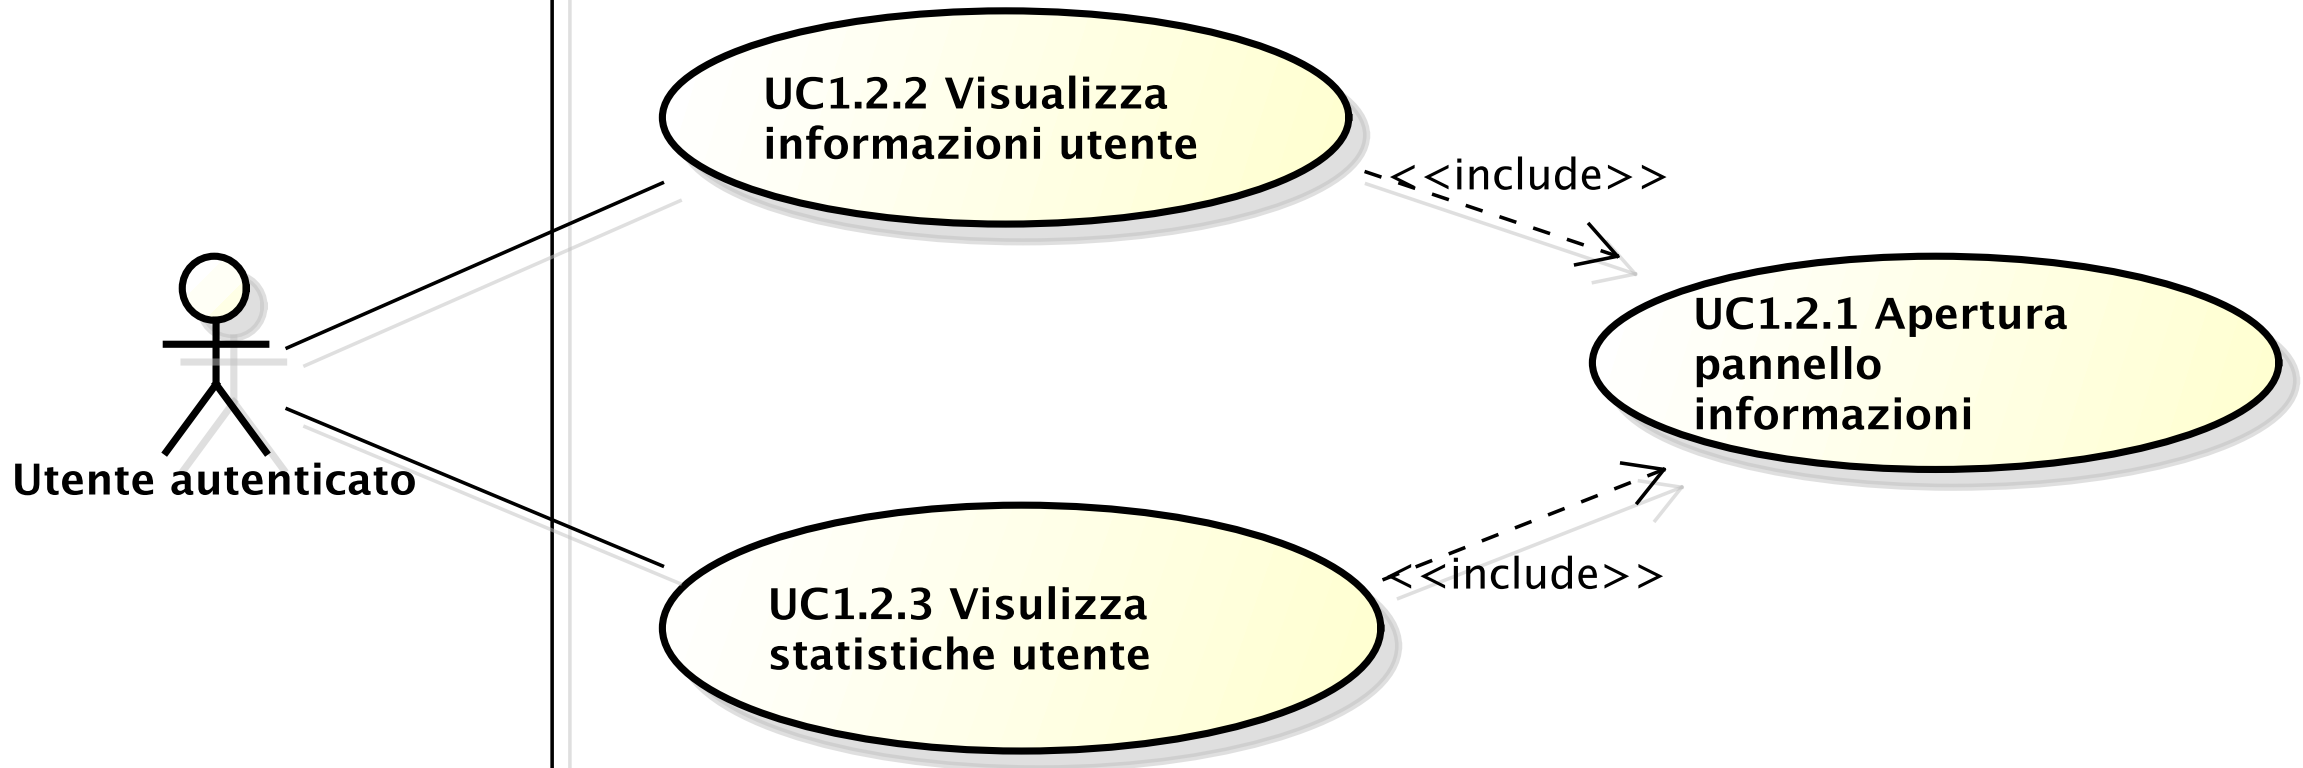 UC1.2.2 Visualizza
informazioni utente
<<include>>
UC1.2.1 Apertura
pannello
informazioni
Utente autenticato
<<include>>
UC1.2.3 Visulizza
statistiche utente